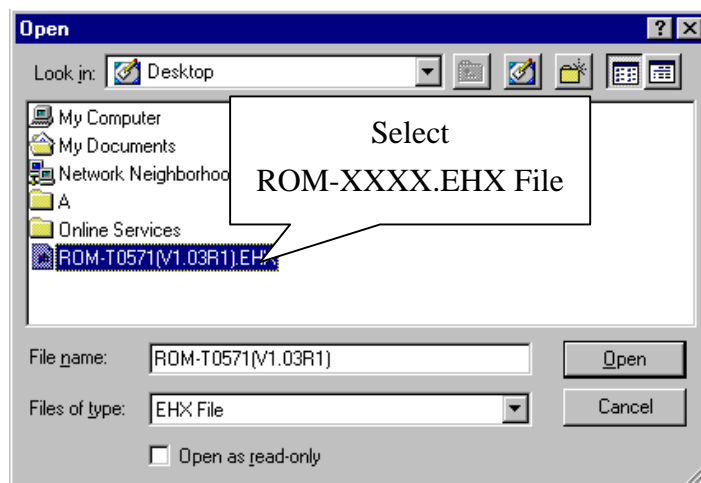 Open
Look in: Desktop
My Computer
My Documents
Network Neighborhoo
A
Online Services
ROM-T0571(V1.03R1).EHX
Select
ROM-XXXX.EHX File
File name: ROM-T0571(V1.03R1) Open
Files of type: EHX File Cancel
Open as read-only